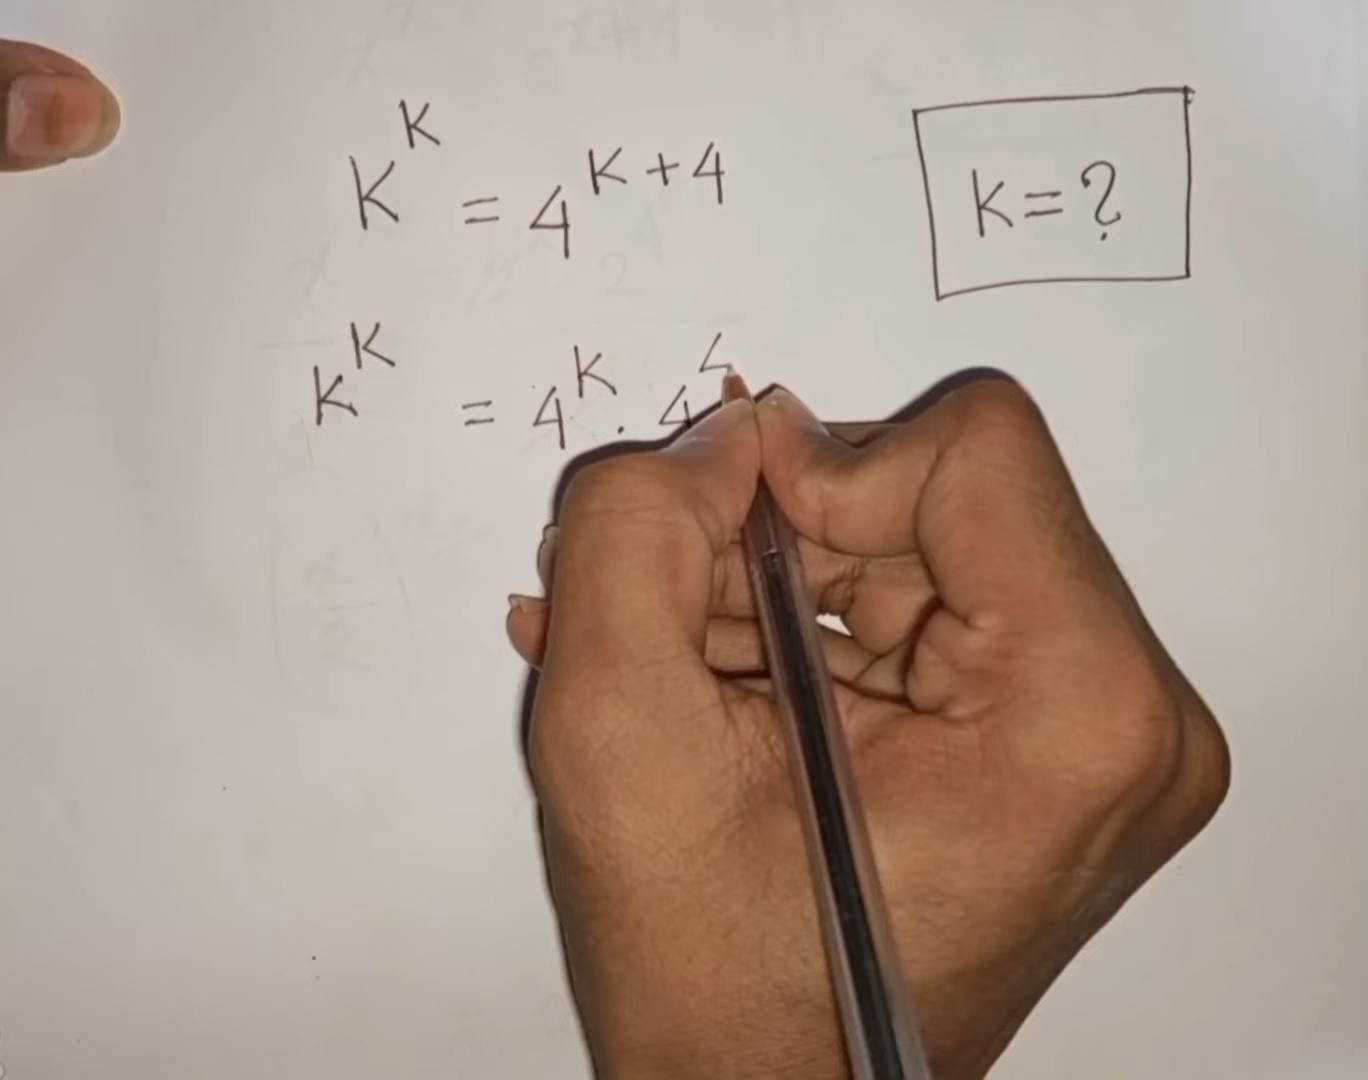 K^K = 4^{K+4}
K = ?
K^K = 4^K . 4^4